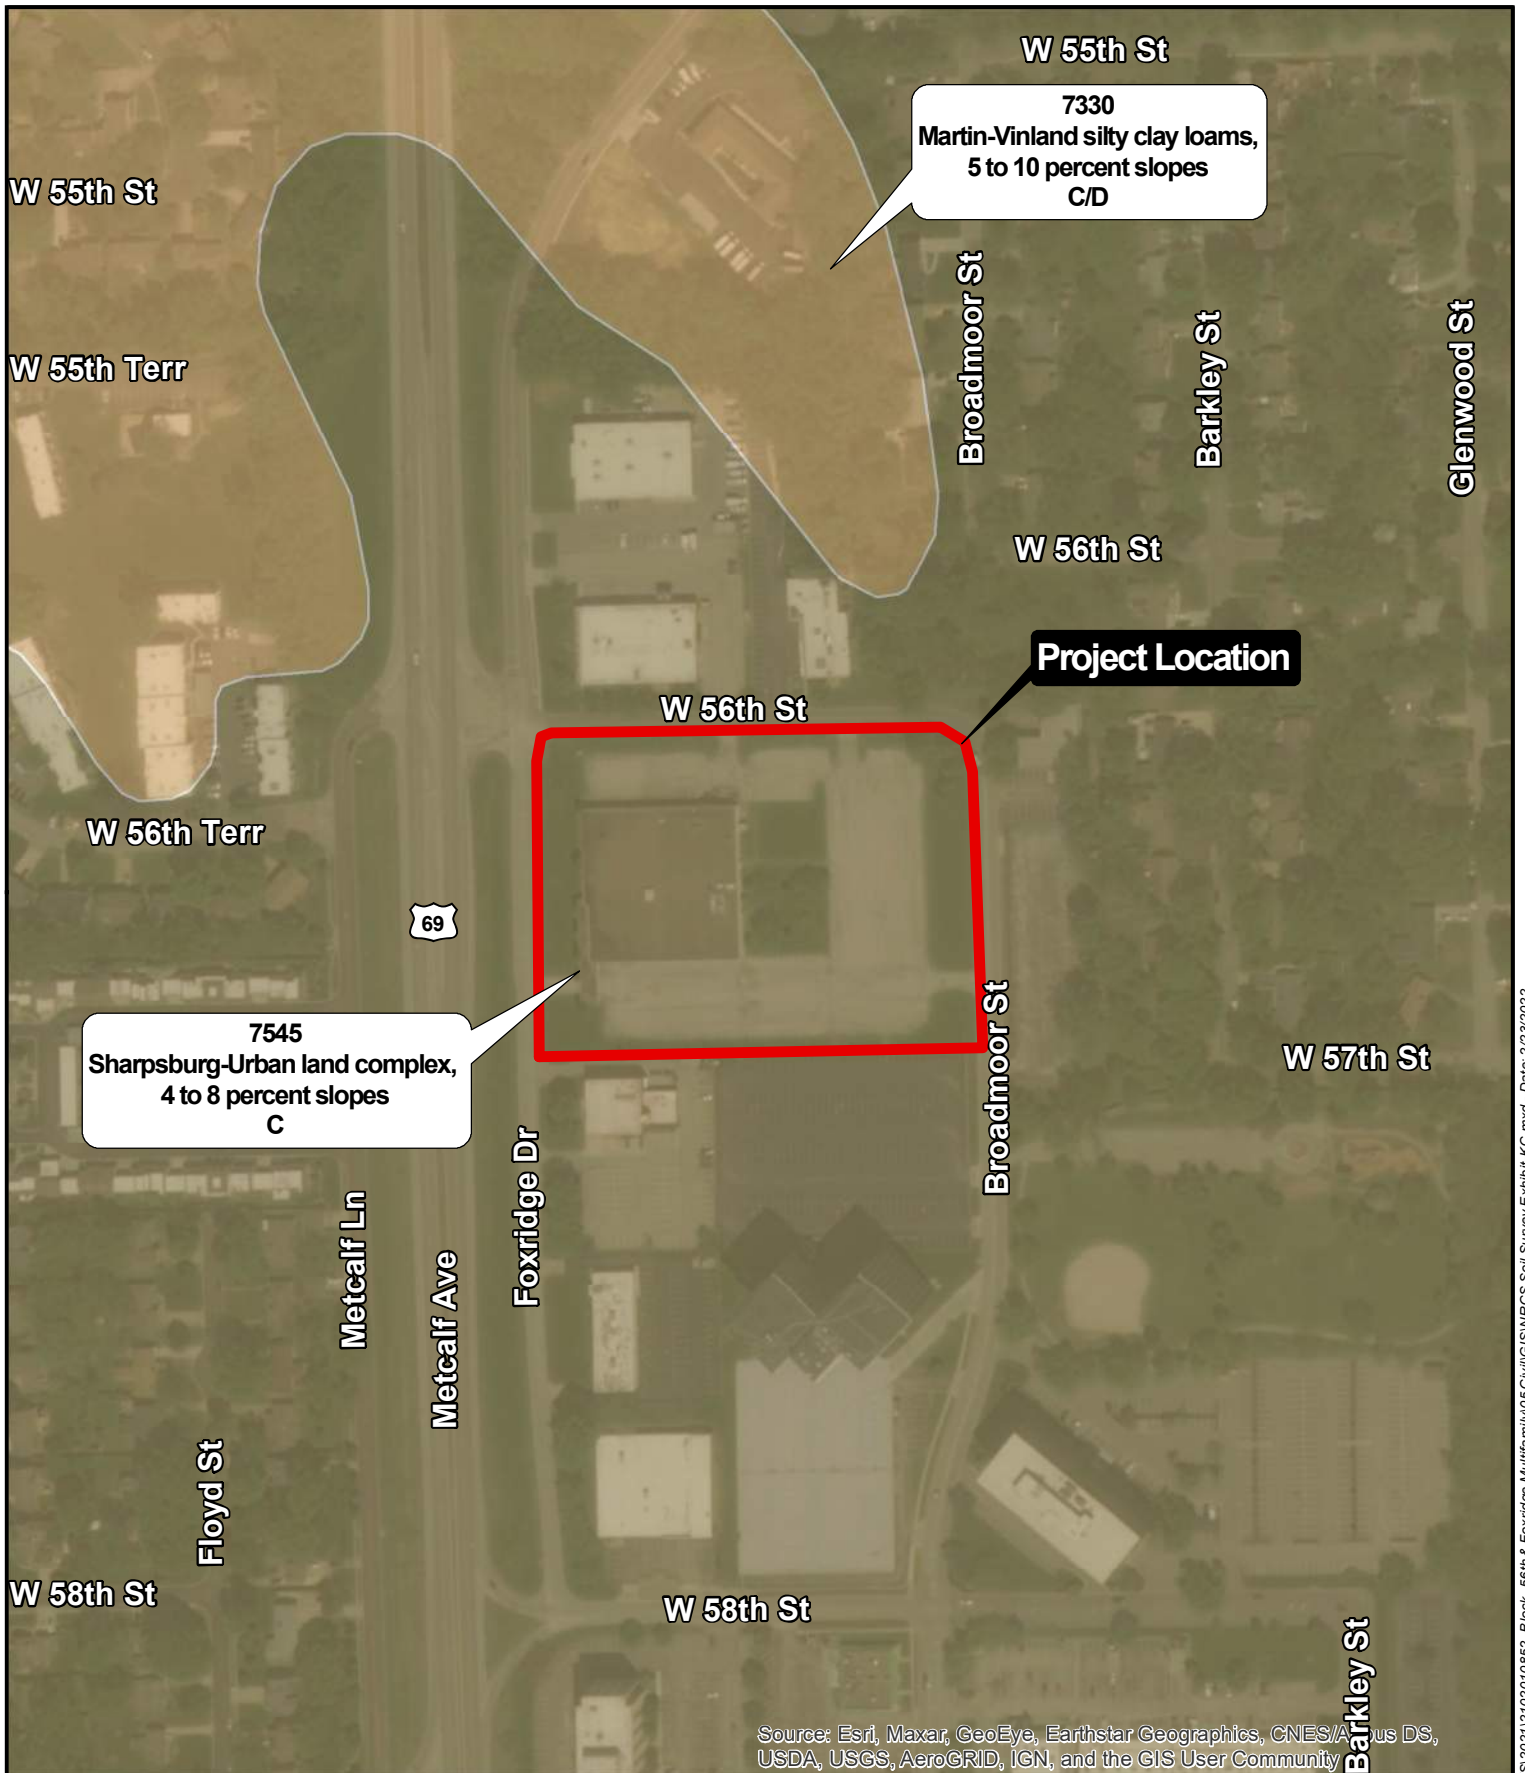 W 55th St
7330
Martin-Vinland silty clay loams,
5 to 10 percent slopes
C/D
W 55th St
Broadmoor St
Barkley St
Glenwood St
W 55th Terr
W 56th St
Project Location
W 56th St
W 56th Terr
69
7545
Sharpsburg-Urban land complex,
4 to 8 percent slopes
C
Broadmoor St
W 57th St
Foxridge Dr
Metcalf Ln
Metcalf Ave
Floyd St
W 58th St
W 58th St
Barkley St
Source: Esri, Maxar, GeoEye, Earthstar Geographics, CNES/ DS,
USDA, USGS, AeroGRID, IGN, and the GIS User Community